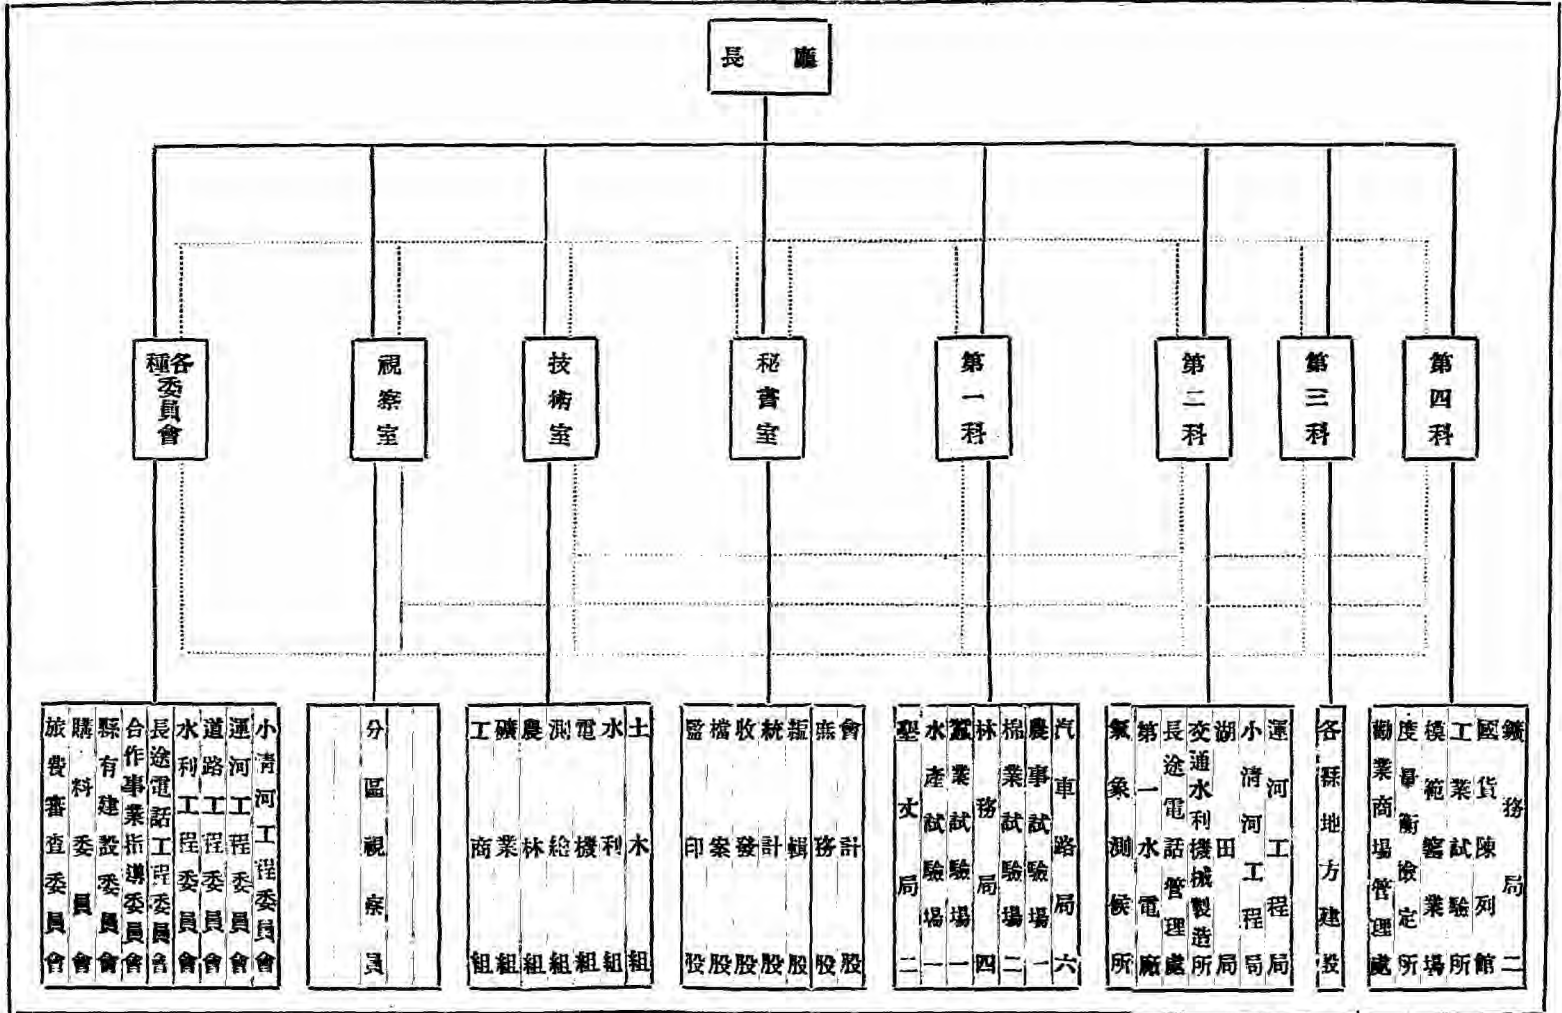 廳長
第四科
第三科
第二科
第一科
秘書室
技術室
視察室
各種委員會
鑛務局二
國貨陳列館
工業試驗所
模範窰業場
度量衡檢定所
勸業商場管理處
各縣地方建設
運河工程局
小清河工程局
湖田局
交通水利機械製造所
長途電話管理處
第一水電廠
氣象測候所
汽車路局六
農事試驗場一
棉業試驗場二
林務局四
蠶業試驗場一
水產試驗場一
墾丈局二
會計股
庶務股
編輯股
統計股
收發股
檔案股
監印股
土木組
水利組
電機組
測繪組
農林組
礦業組
工商組
分區視察員
小清河工程委員會
運河工程委員會
道路工程委員會
水利工程委員會
長途電話工程委員會
合作事業指導委員會
縣有建設委員會
購料委員會
旅費審查委員會